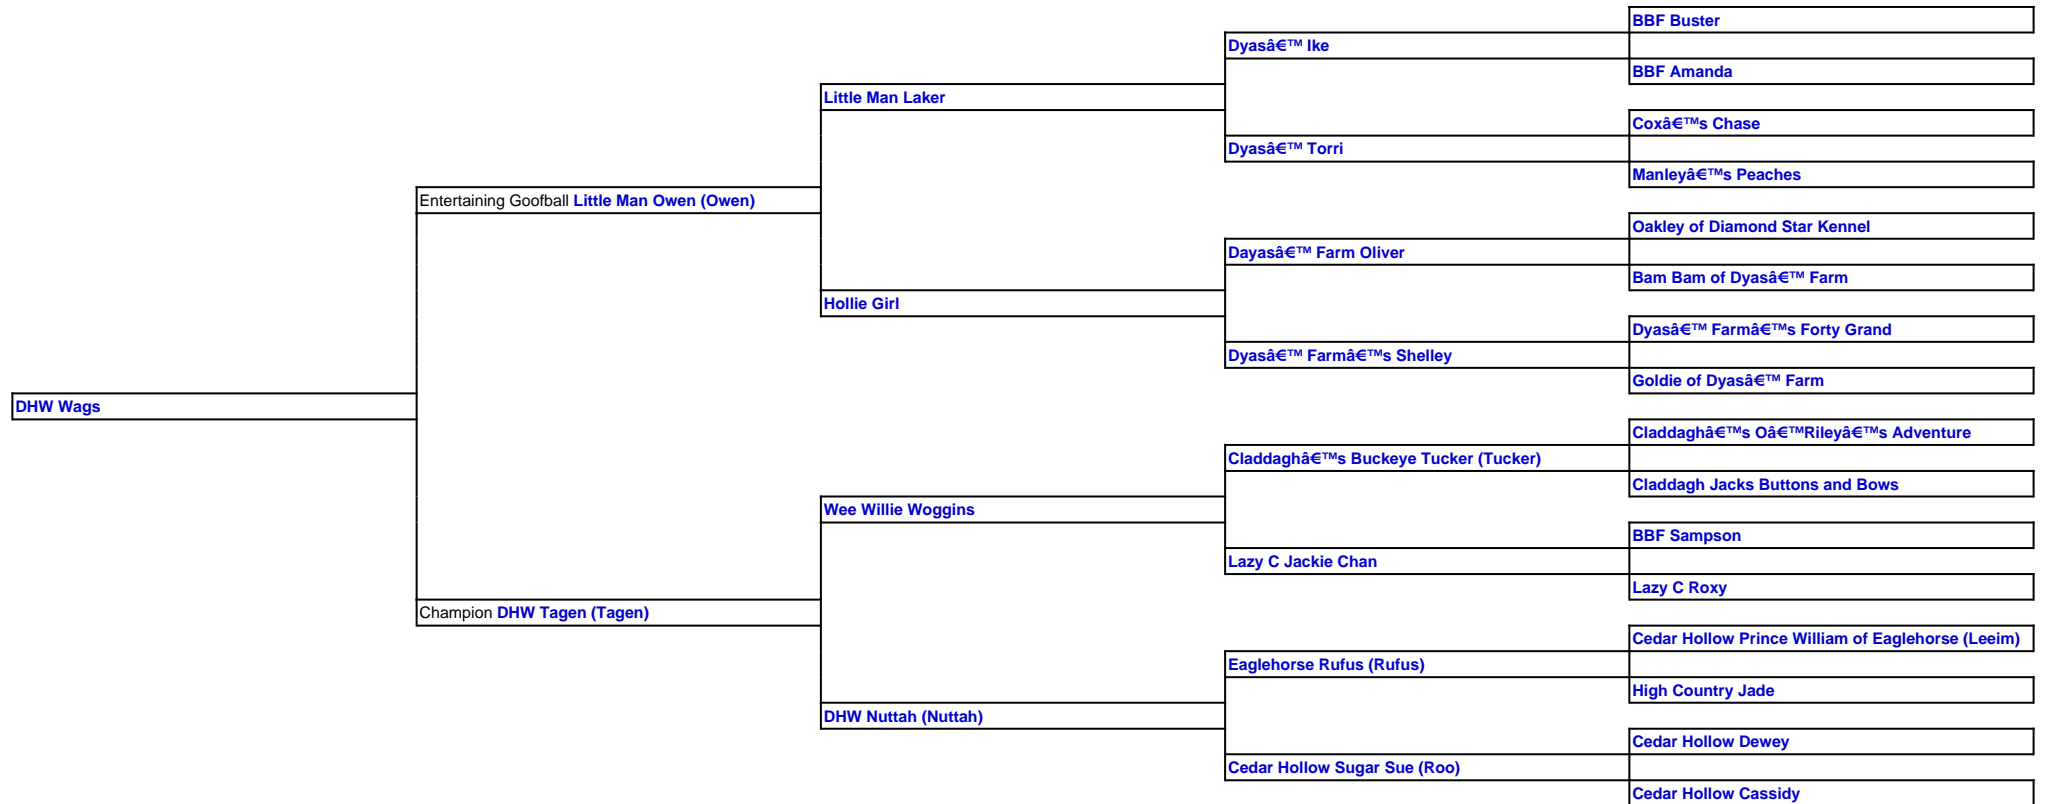 BBF Buster
Dyasâ€™ Ike
BBF Amanda
Little Man Laker
Coxâ€™s Chase
Dyasâ€™ Torri
Manleyâ€™s Peaches
Entertaining Goofball Little Man Owen (Owen)
Oakley of Diamond Star Kennel
Dayasâ€™ Farm Oliver
Bam Bam of Dyasâ€™ Farm
Hollie Girl
Dyasâ€™ Farmâ€™s Forty Grand
Dyasâ€™ Farmâ€™s Shelley
Goldie of Dyasâ€™ Farm
DHW Wags
Claddaghâ€™s Oâ€™Rileyâ€™s Adventure
Claddaghâ€™s Buckeye Tucker (Tucker)
Claddagh Jacks Buttons and Bows
Wee Willie Woggins
BBF Sampson
Lazy C Jackie Chan
Lazy C Roxy
Champion DHW Tagen (Tagen)
Cedar Hollow Prince William of Eaglehorse (Leeim)
Eaglehorse Rufus (Rufus)
High Country Jade
DHW Nuttah (Nuttah)
Cedar Hollow Dewey
Cedar Hollow Sugar Sue (Roo)
Cedar Hollow Cassidy